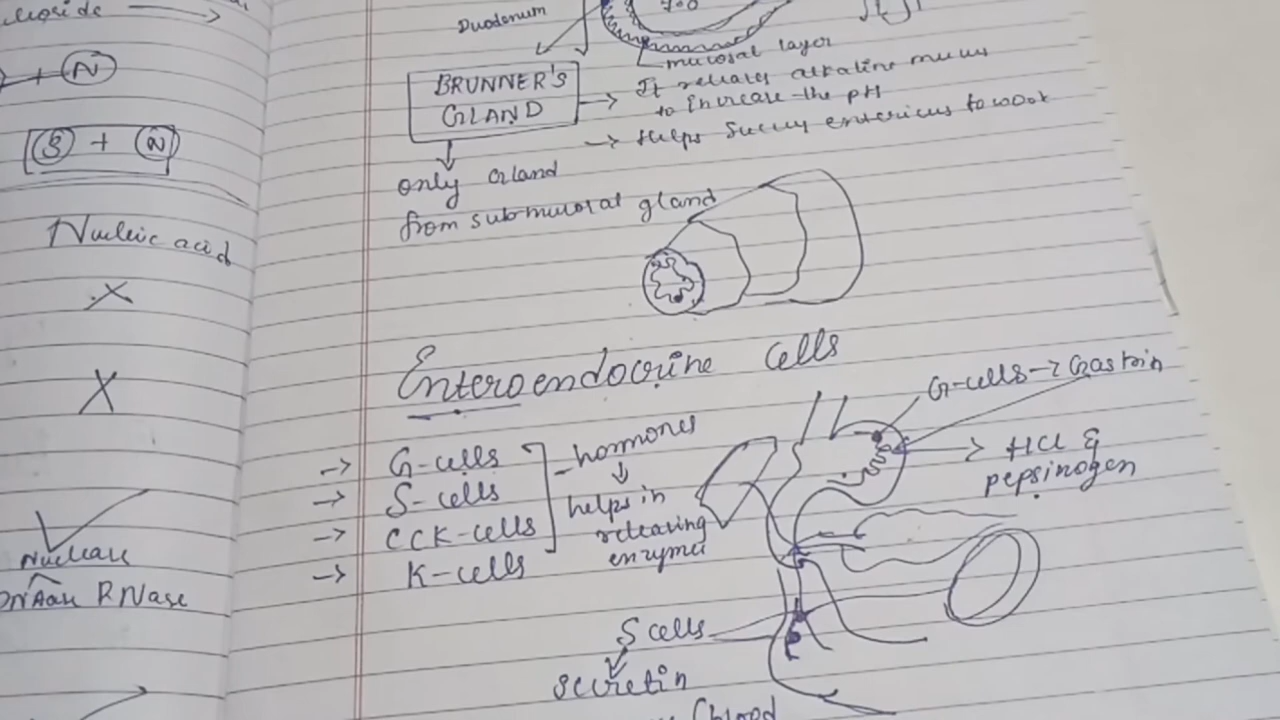 + N
S + N
Nucleic acid
X
X
Nuclease
RNase
Duodenum
BRUNNER'S
GLAND
mucosal layer
→ It releases alkaline mucus
to increase the pH
→ Helps Succus entericus to work
only Gland
from submucosal gland
Enteroendocrine Cells
→ G-cells
→ S-cells
→ CCK-cells
→ K-cells
hormones
↓
helps in
releasing
enzyme
G-cells → Gastrin
→ HCl &
pepsinogen
S cells
Secretin
(blood